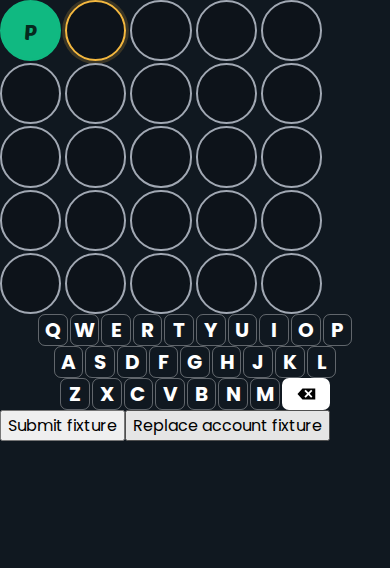 P
Q W E R T Y U I O P
A S D F G H J K L
Z X C V B N M
Submit fixture Replace account fixture